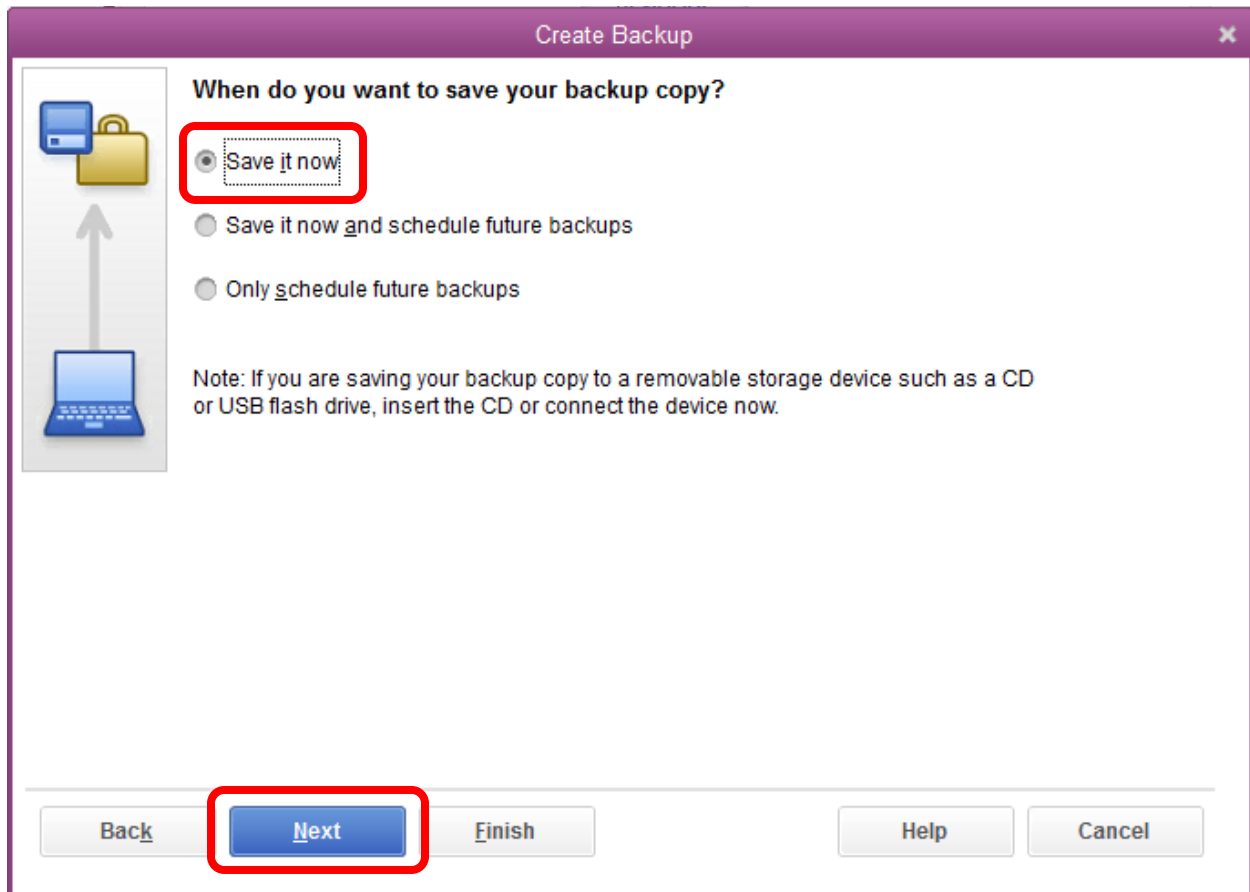 Create Backup
When do you want to save your backup copy?
Save it now
Save it now and schedule future backups
Only schedule future backups
Note: If you are saving your backup copy to a removable storage device such as a CD
or USB flash drive, insert the CD or connect the device now.
Back Next Finish Help Cancel